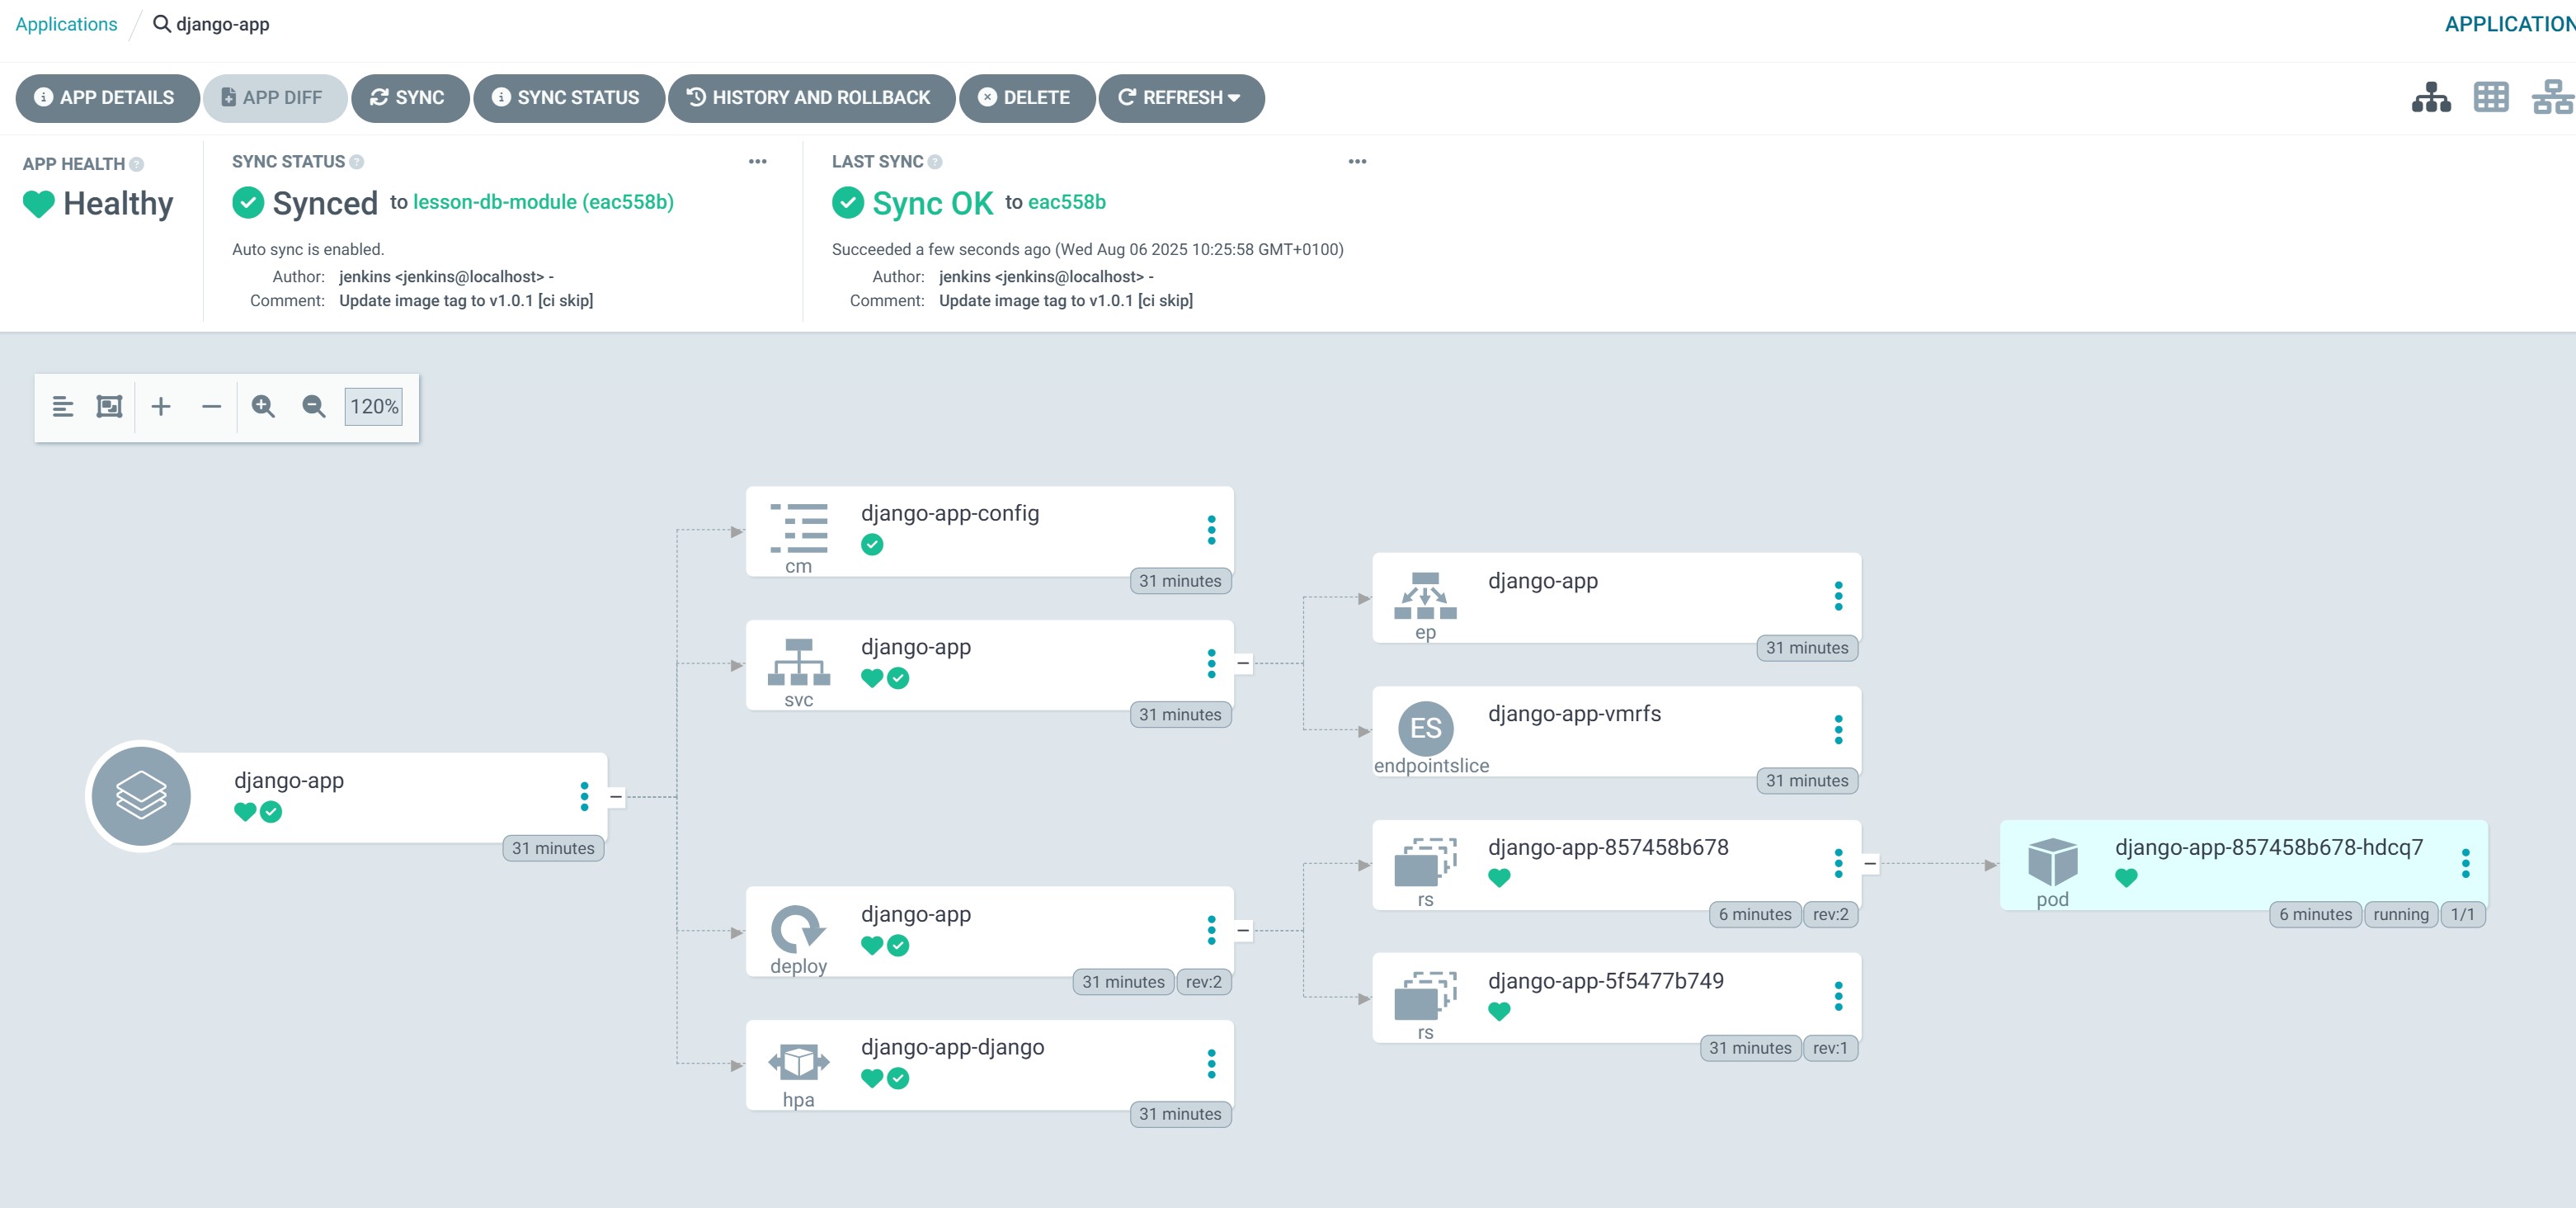 Applications
django-app
APPLICATION
APP DETAILS
APP DIFF
SYNC
SYNC STATUS
HISTORY AND ROLLBACK
DELETE
REFRESH
APP HEALTH
Healthy
SYNC STATUS
Synced to lesson-db-module (eac558b)
Auto sync is enabled.
Author: jenkins <jenkins@localhost> -
Comment: Update image tag to v1.0.1 [ci skip]
LAST SYNC
Sync OK to eac558b
Succeeded a few seconds ago (Wed Aug 06 2025 10:25:58 GMT+0100)
Author: jenkins <jenkins@localhost> -
Comment: Update image tag to v1.0.1 [ci skip]
120%
django-app
31 minutes
django-app-config
cm
31 minutes
django-app
svc
31 minutes
django-app
deploy
31 minutes
rev:2
django-app-django
hpa
31 minutes
django-app
ep
31 minutes
ES
django-app-vmrfs
endpointslice
31 minutes
django-app-857458b678
rs
6 minutes
rev:2
django-app-5f5477b749
rs
31 minutes
rev:1
django-app-857458b678-hdcq7
pod
6 minutes
running
1/1